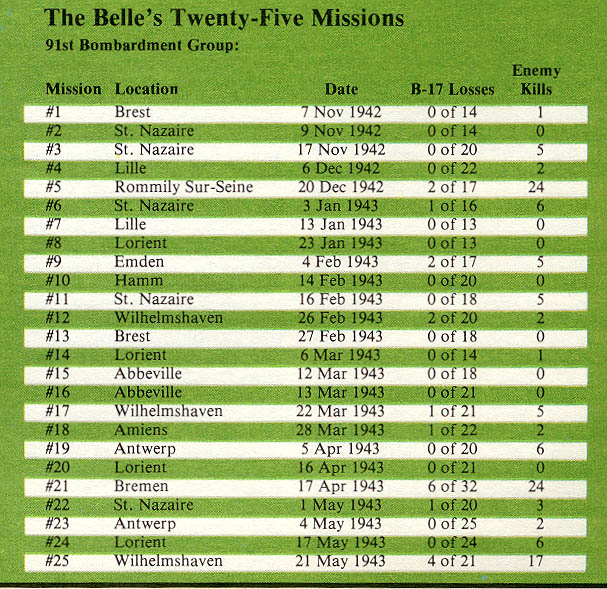 The Belle's Twenty-Five Missions
91st Bombardment Group:
Enemy
Mission Location Date B-17 Losses Kills
#1 Brest 7 Nov 1942 0 of 14 1
#2 St. Nazaire 9 Nov 1942 0 of 14 0
#3 St. Nazaire 17 Nov 1942 0 of 20 5
#4 Lille 6 Dec 1942 0 of 22 2
#5 Rommily Sur-Seine 20 Dec 1942 2 of 17 24
#6 St. Nazaire 3 Jan 1943 1 of 16 6
#7 Lille 13 Jan 1943 0 of 13 0
#8 Lorient 23 Jan 1943 0 of 13 0
#9 Emden 4 Feb 1943 2 of 17 5
#10 Hamm 14 Feb 1943 0 of 20 0
#11 St. Nazaire 16 Feb 1943 0 of 18 5
#12 Wilhelmshaven 26 Feb 1943 2 of 20 2
#13 Brest 27 Feb 1943 0 of 18 0
#14 Lorient 6 Mar 1943 0 of 14 1
#15 Abbeville 12 Mar 1943 0 of 18 0
#16 Abbeville 13 Mar 1943 0 of 21 0
#17 Wilhelmshaven 22 Mar 1943 1 of 21 5
#18 Amiens 28 Mar 1943 1 of 22 2
#19 Antwerp 5 Apr 1943 0 of 20 6
#20 Lorient 16 Apr 1943 0 of 21 0
#21 Bremen 17 Apr 1943 6 of 32 24
#22 St. Nazaire 1 May 1943 1 of 20 3
#23 Antwerp 4 May 1943 0 of 25 2
#24 Lorient 17 May 1943 0 of 24 6
#25 Wilhelmshaven 21 May 1943 4 of 21 17